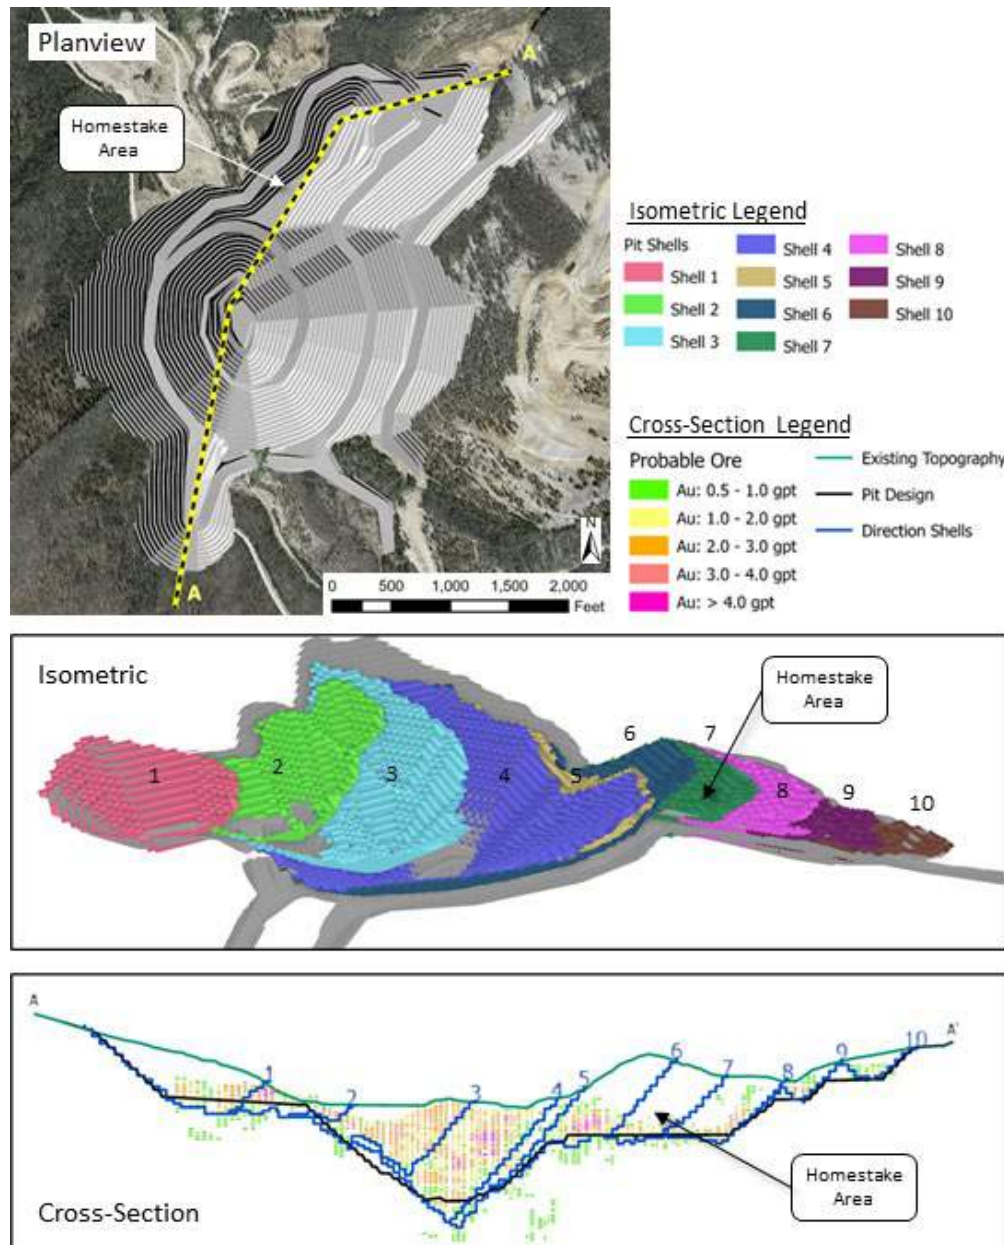 Planview
A'
Homestake
Area
A
N
0 500 1,000 1,500 2,000
Feet
Isometric Legend
Pit Shells
Shell 1
Shell 2
Shell 3
Shell 4
Shell 5
Shell 6
Shell 7
Shell 8
Shell 9
Shell 10
Cross-Section Legend
Probable Ore
Au: 0.5 - 1.0 gpt
Au: 1.0 - 2.0 gpt
Au: 2.0 - 3.0 gpt
Au: 3.0 - 4.0 gpt
Au: > 4.0 gpt
Existing Topography
Pit Design
Direction Shells
Isometric
Homestake
Area
1 2 3 4 5 6 7 8 9 10
A
A'
1 2 3 4 5 6 7 8 9 10
Homestake
Area
Cross-Section